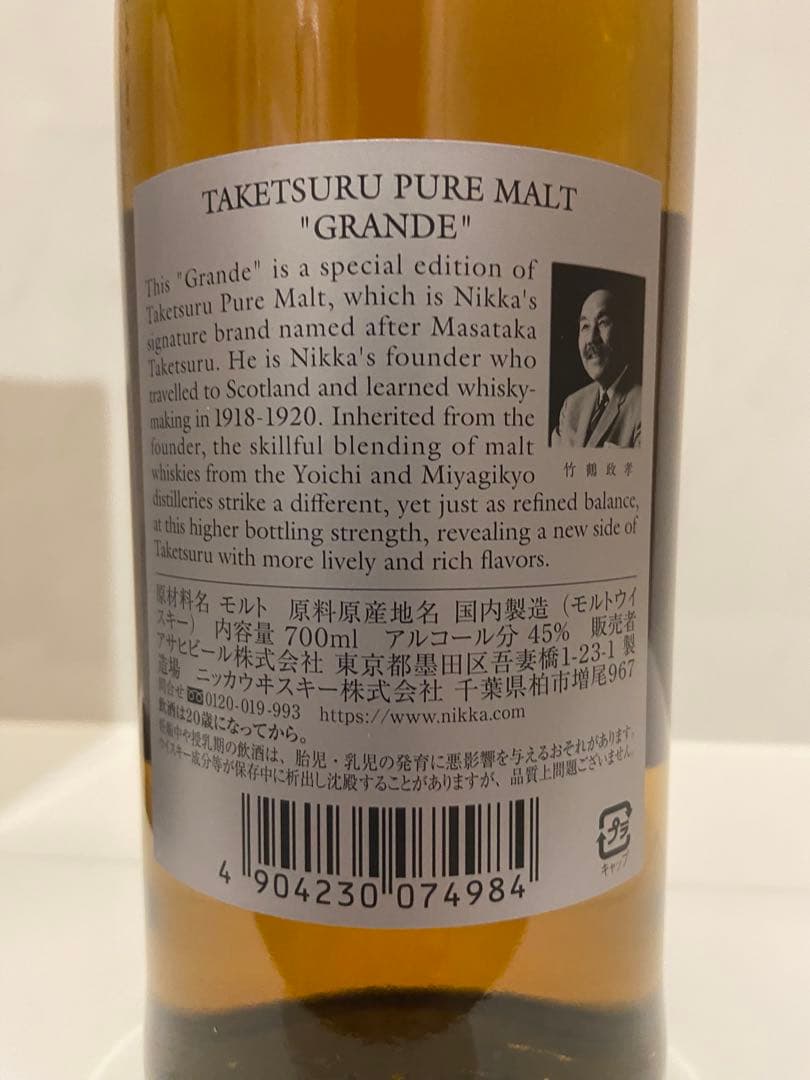 TAKETSURU PURE MALT
"GRANDE"
This "Grande" is a special edition of
Taketsuru Pure Malt, which is Nikka's
signature brand named after Masataka
Taketsuru. He is Nikka's founder who
travelled to Scotland and learned whisky-
making in 1918-1920. Inherited from the
founder, the skillful blending of malt
whiskies from the Yoichi and Miyagikyo
distilleries strike a different, yet just as refined balance,
at this higher bottling strength, revealing a new side of
Taketsuru with more lively and rich flavors.
竹鶴政孝
原材料名 モルト 原料原産地名 国内製造（モルトウイ
スキー） 内容量 700ml アルコール分 45% 販売者
アサヒビール株式会社 東京都墨田区吾妻橋1-23-1 製
造場 ニッカウヰスキー株式会社 千葉県柏市増尾967
問合せ 0120-019-993 https://www.nikka.com
飲酒は20歳になってから。
妊娠中や授乳期の飲酒は、胎児・乳児の発育に悪影響を与えるおそれがあります。
ウイスキー成分等が保存中に析出し沈殿することがありますが、品質上問題ございません。
プラ
キャップ
4 904230 074984